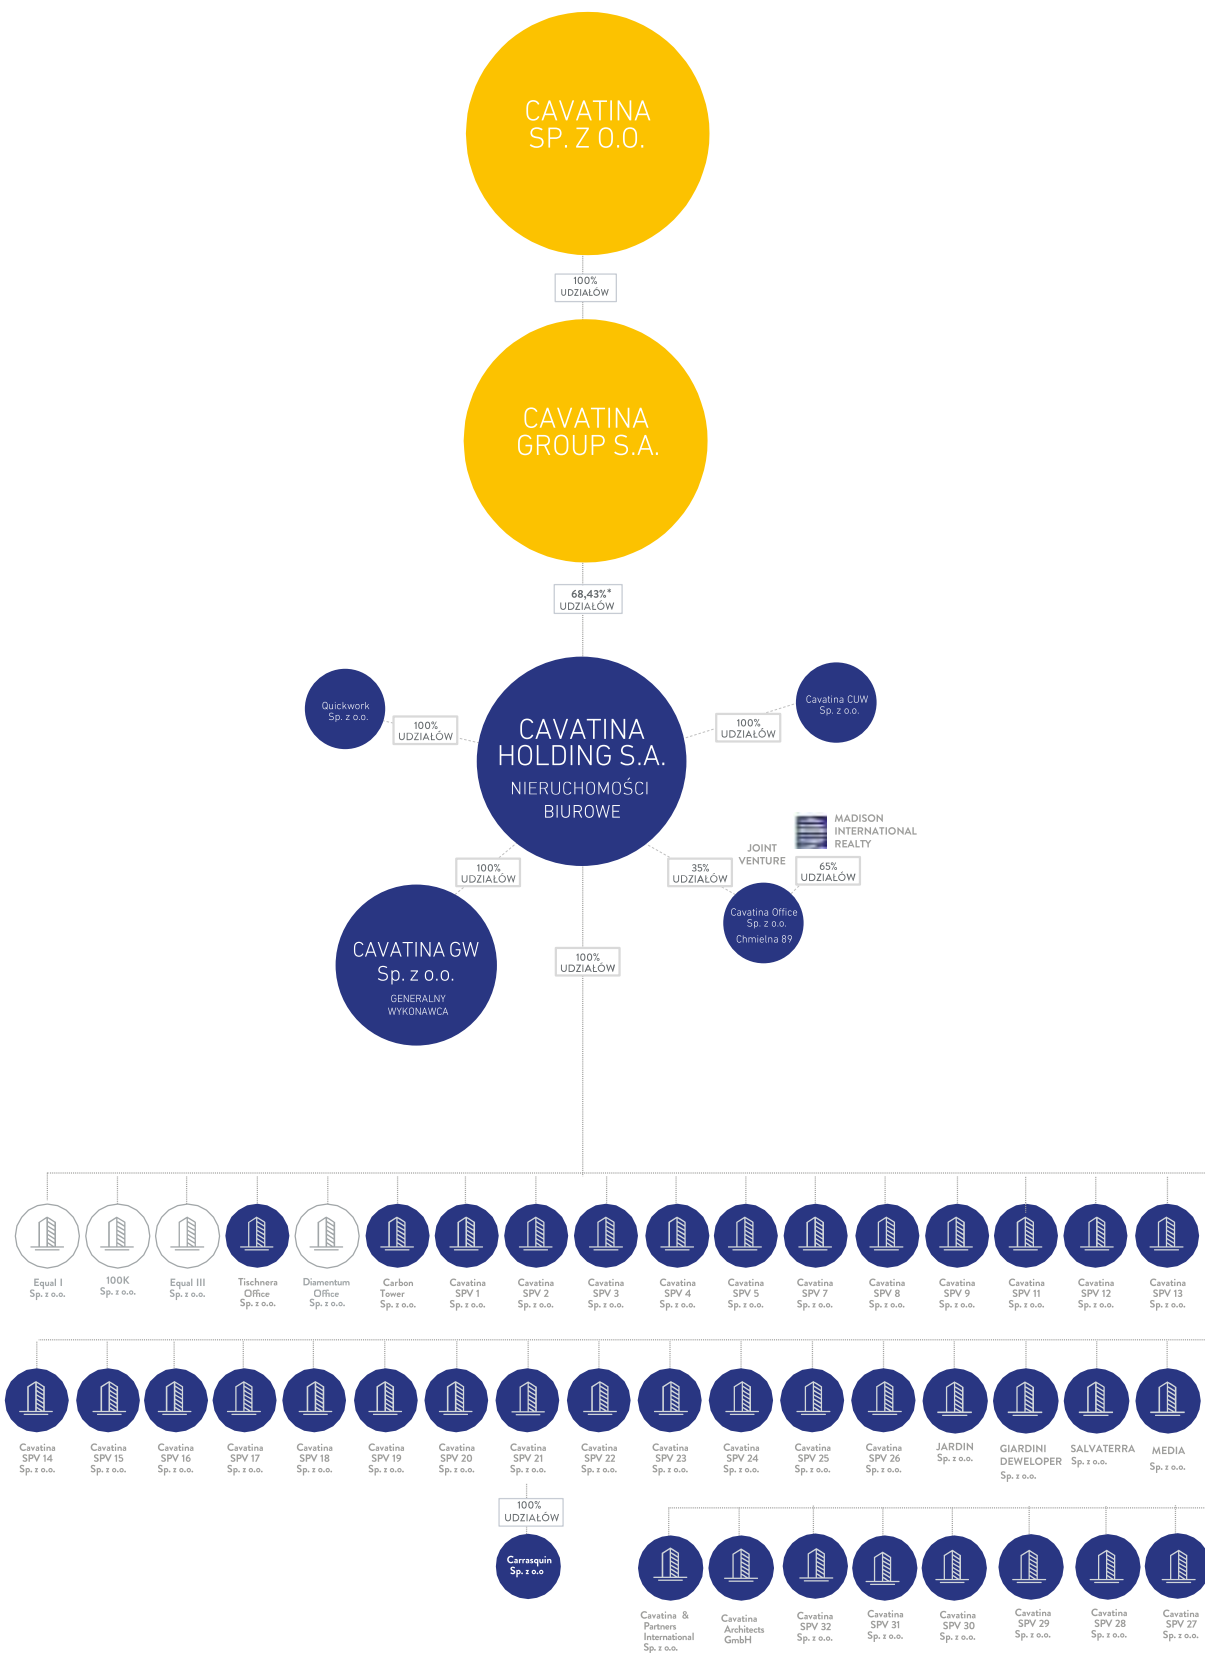 CAVATINA
SP. Z O.O.
100%
UDZIAŁÓW
CAVATINA
GROUP S.A.
68,43%*
UDZIAŁÓW
Quickwork
Sp. z o.o.
100%
UDZIAŁÓW
CAVATINA
HOLDING S.A.
NIERUCHOMOŚCI
BIUROWE
100%
UDZIAŁÓW
Cavatina CUW
Sp. z o.o.
MADISON
INTERNATIONAL
REALTY
JOINT
VENTURE
100%
UDZIAŁÓW
35%
UDZIAŁÓW
65%
UDZIAŁÓW
Cavatina Office
Sp. z o.o.
Chmielna 89
CAVATINA GW
Sp. z o.o.
GENERALNY
WYKONAWCA
100%
UDZIAŁÓW
Equal I
Sp. z o.o.
100K
Sp. z o.o.
Equal III
Sp. z o.o.
Tischnera
Office
Sp. z o.o.
Diamentum
Office
Sp. z o.o.
Carbon
Tower
Sp. z o.o.
Cavatina
SPV 1
Sp. z o.o.
Cavatina
SPV 2
Sp. z o.o.
Cavatina
SPV 3
Sp. z o.o.
Cavatina
SPV 4
Sp. z o.o.
Cavatina
SPV 5
Sp. z o.o.
Cavatina
SPV 7
Sp. z o.o.
Cavatina
SPV 8
Sp. z o.o.
Cavatina
SPV 9
Sp. z o.o.
Cavatina
SPV 11
Sp. z o.o.
Cavatina
SPV 12
Sp. z o.o.
Cavatina
SPV 13
Sp. z o.o.
Cavatina
SPV 14
Sp. z o.o.
Cavatina
SPV 15
Sp. z o.o.
Cavatina
SPV 16
Sp. z o.o.
Cavatina
SPV 17
Sp. z o.o.
Cavatina
SPV 18
Sp. z o.o.
Cavatina
SPV 19
Sp. z o.o.
Cavatina
SPV 20
Sp. z o.o.
Cavatina
SPV 21
Sp. z o.o.
Cavatina
SPV 22
Sp. z o.o.
Cavatina
SPV 23
Sp. z o.o.
Cavatina
SPV 24
Sp. z o.o.
Cavatina
SPV 25
Sp. z o.o.
Cavatina
SPV 26
Sp. z o.o.
JARDIN
Sp. z o.o.
GIARDINI
DEWELOPER
Sp. z o.o.
SALVATERRA
Sp. z o.o.
MEDIA
Sp. z o.o.
100%
UDZIAŁÓW
Carrasquin
Sp. z o.o
Cavatina &
Partners
International
Sp. z o.o.
Cavatina
Architects
GmbH
Cavatina
SPV 32
Sp. z o.o.
Cavatina
SPV 31
Sp. z o.o.
Cavatina
SPV 30
Sp. z o.o.
Cavatina
SPV 29
Sp. z o.o.
Cavatina
SPV 28
Sp. z o.o.
Cavatina
SPV 27
Sp. z o.o.